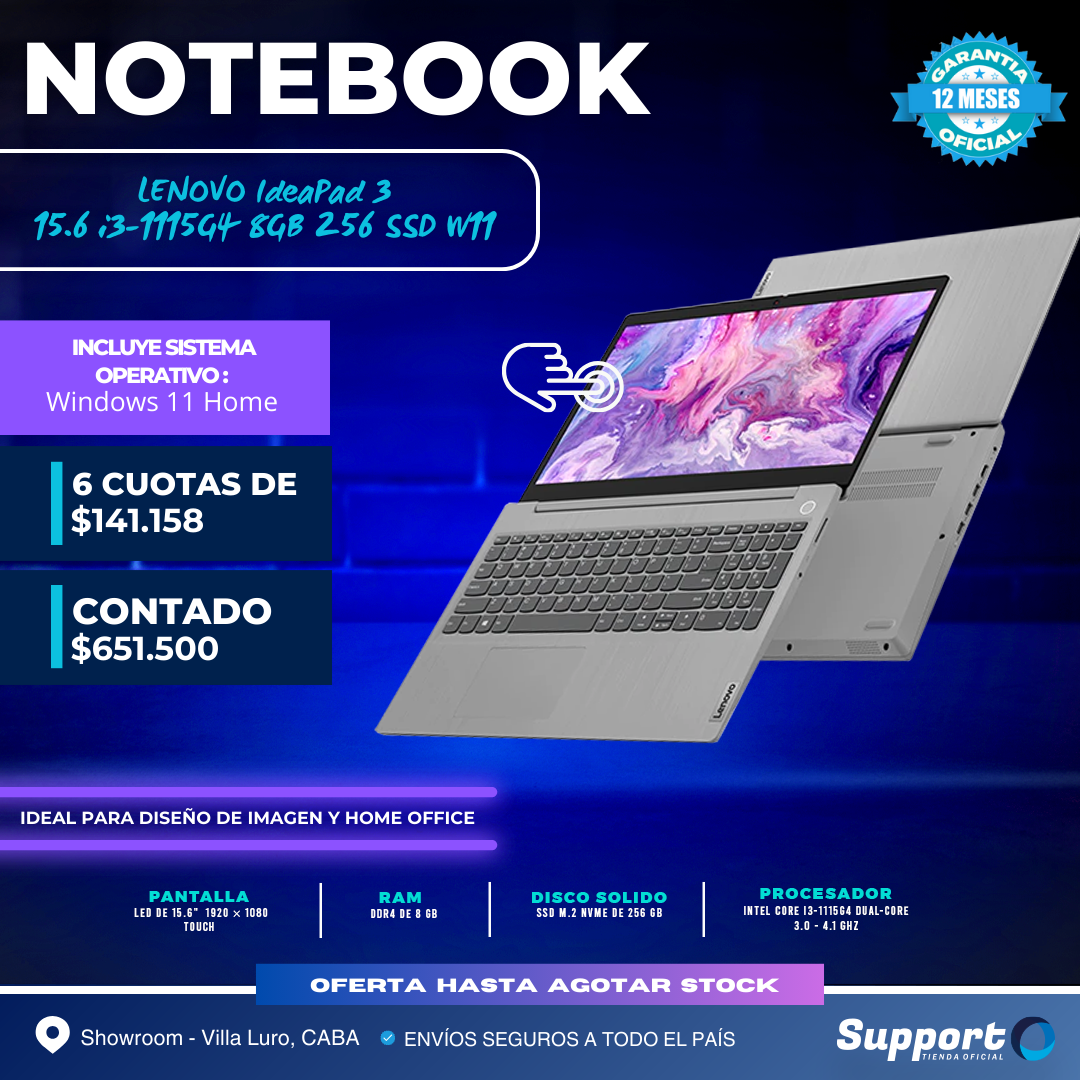 NOTEBOOK
GARANTIA
12 MESES
OFICIAL
LENOVO IdeaPad 3
15.6 i3-1115G4 8GB 256 SSD W11
INCLUYE SISTEMA
OPERATIVO :
Windows 11 Home
6 CUOTAS DE
$141.158
CONTADO
$651.500
Lenovo
Lenovo
IDEAL PARA DISEÑO DE IMAGEN Y HOME OFFICE
PANTALLA
LED DE 15.6" 1920 × 1080
TOUCH
RAM
DDR4 DE 8 GB
DISCO SOLIDO
SSD M.2 NVME DE 256 GB
PROCESADOR
INTEL CORE I3-1115G4 DUAL-CORE
3.0 - 4.1 GHZ
OFERTA HASTA AGOTAR STOCK
Showroom - Villa Luro, CABA
ENVÍOS SEGUROS A TODO EL PAÍS
Support
TIENDA OFICIAL